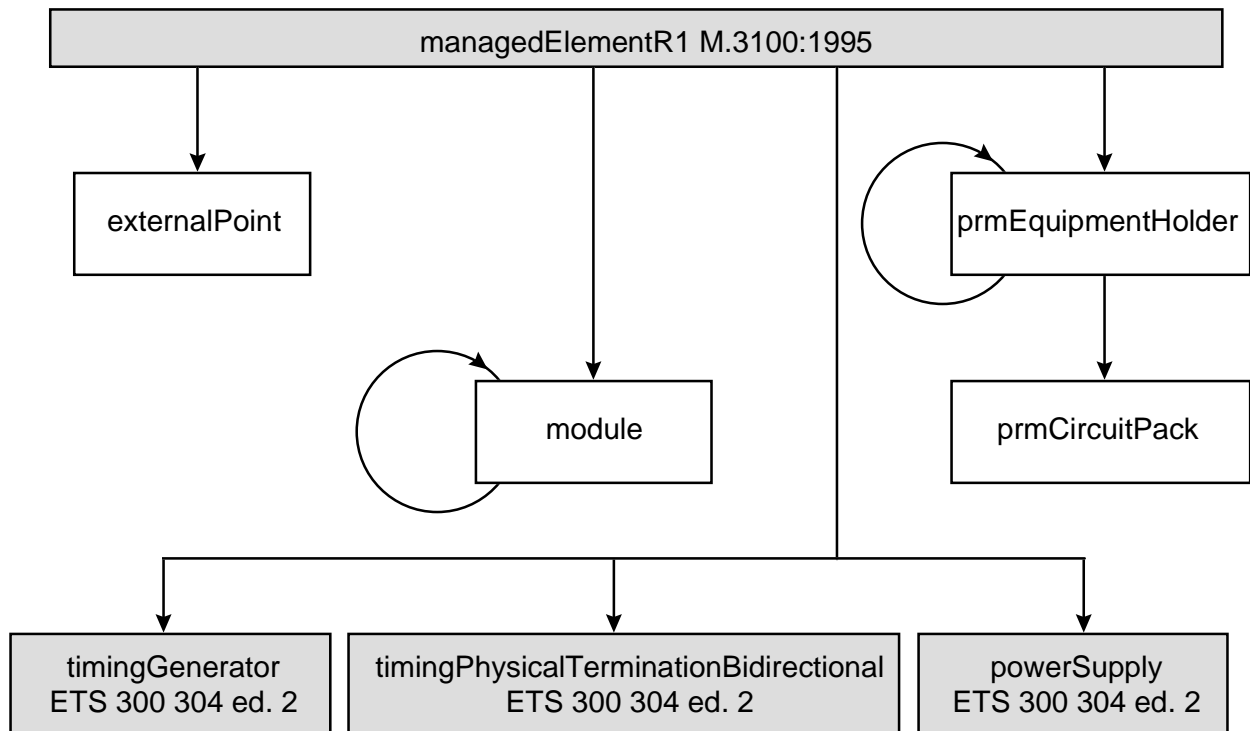 managedElementR1 M.3100:1995
externalPoint
prmEquipmentHolder
module
prmCircuitPack
timingGenerator
ETS 300 304 ed. 2
timingPhysicalTerminationBidirectional
ETS 300 304 ed. 2
powerSupply
ETS 300 304 ed. 2